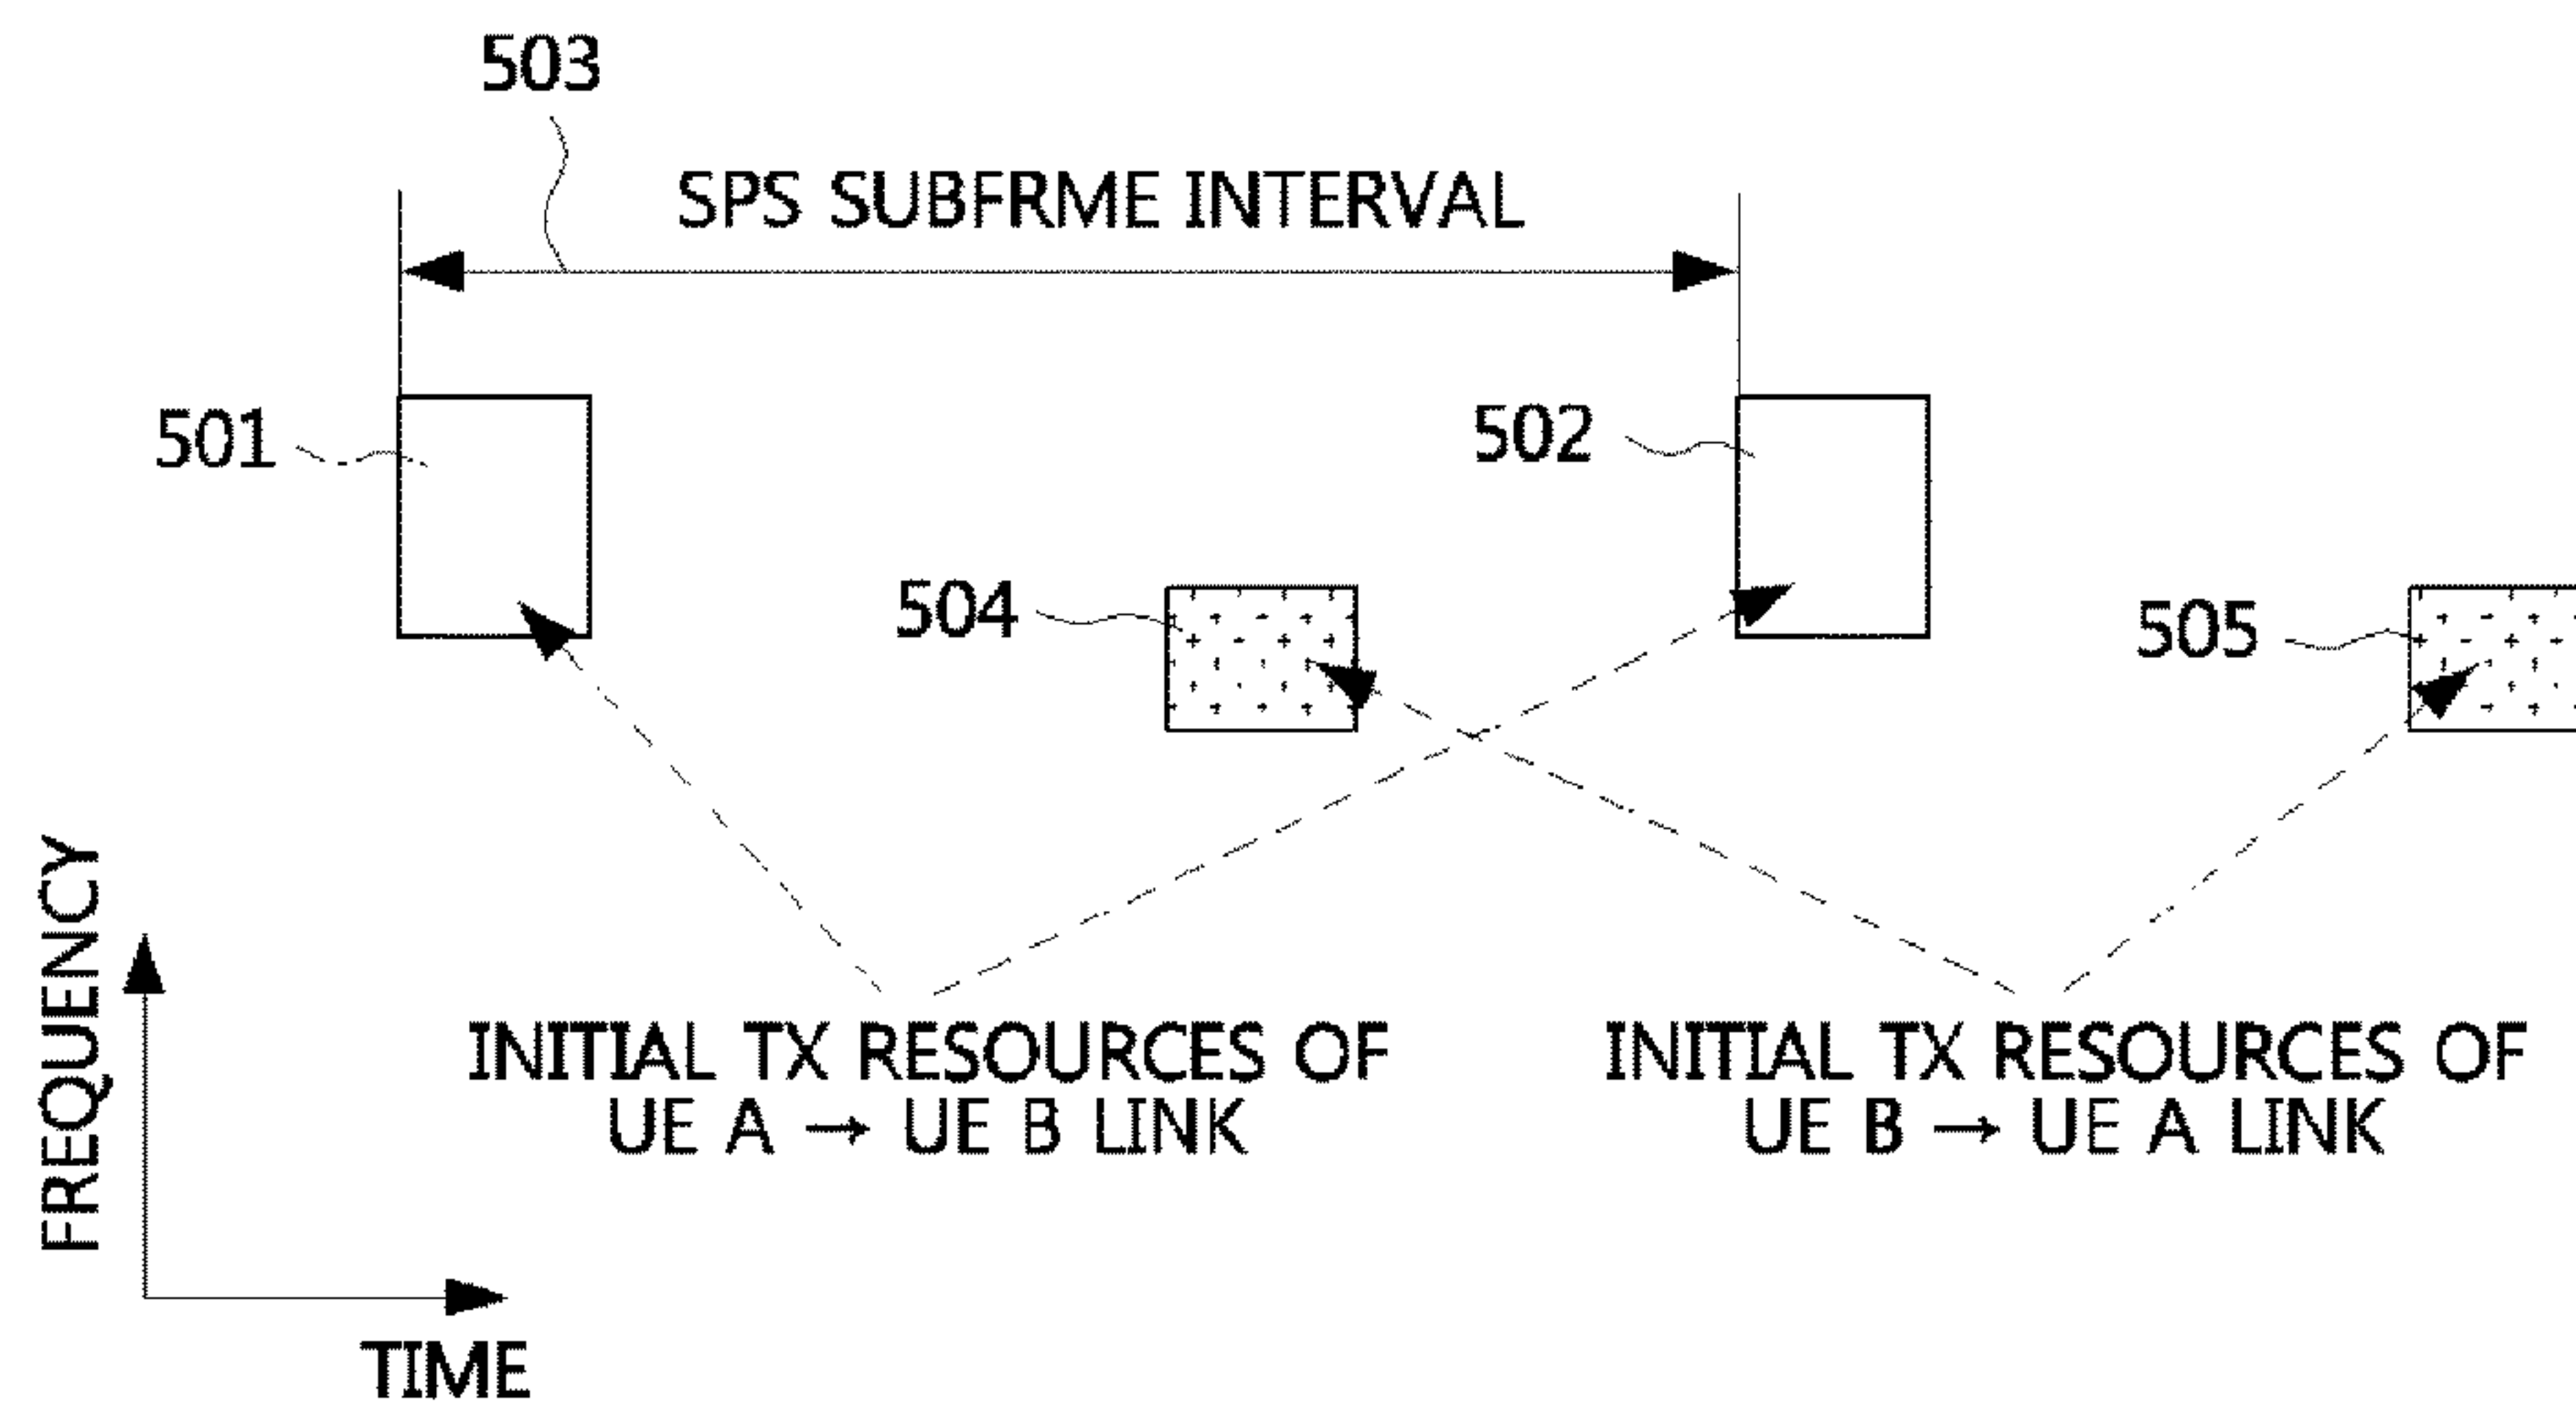 503
SPS SUBFRME INTERVAL
501
502
504
505
FREQUENCY
INITIAL TX RESOURCES OF
UE A → UE B LINK
INITIAL TX RESOURCES OF
UE B → UE A LINK
TIME